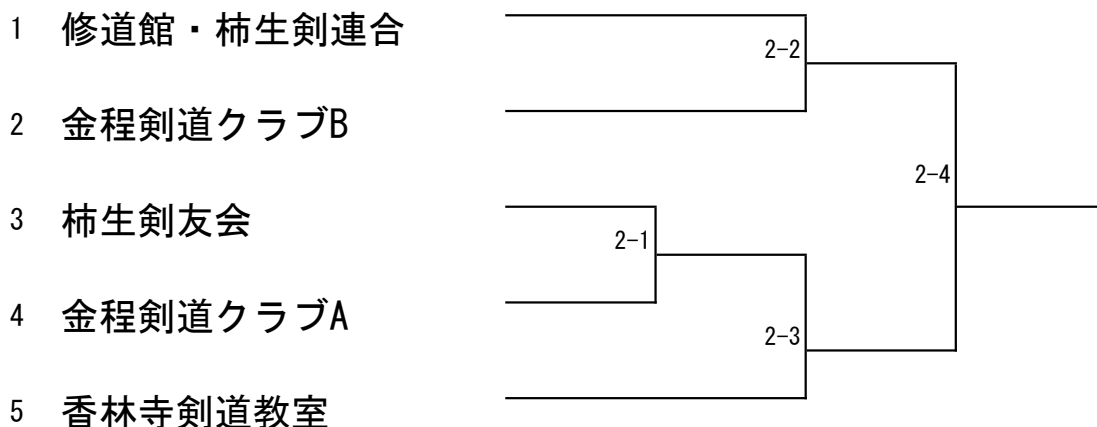 1 修道館・柿生剣連合
2-2
2 金程剣道クラブB
2-4
3 柿生剣友会
2-1
4 金程剣道クラブA
2-3
5 香林寺剣道教室